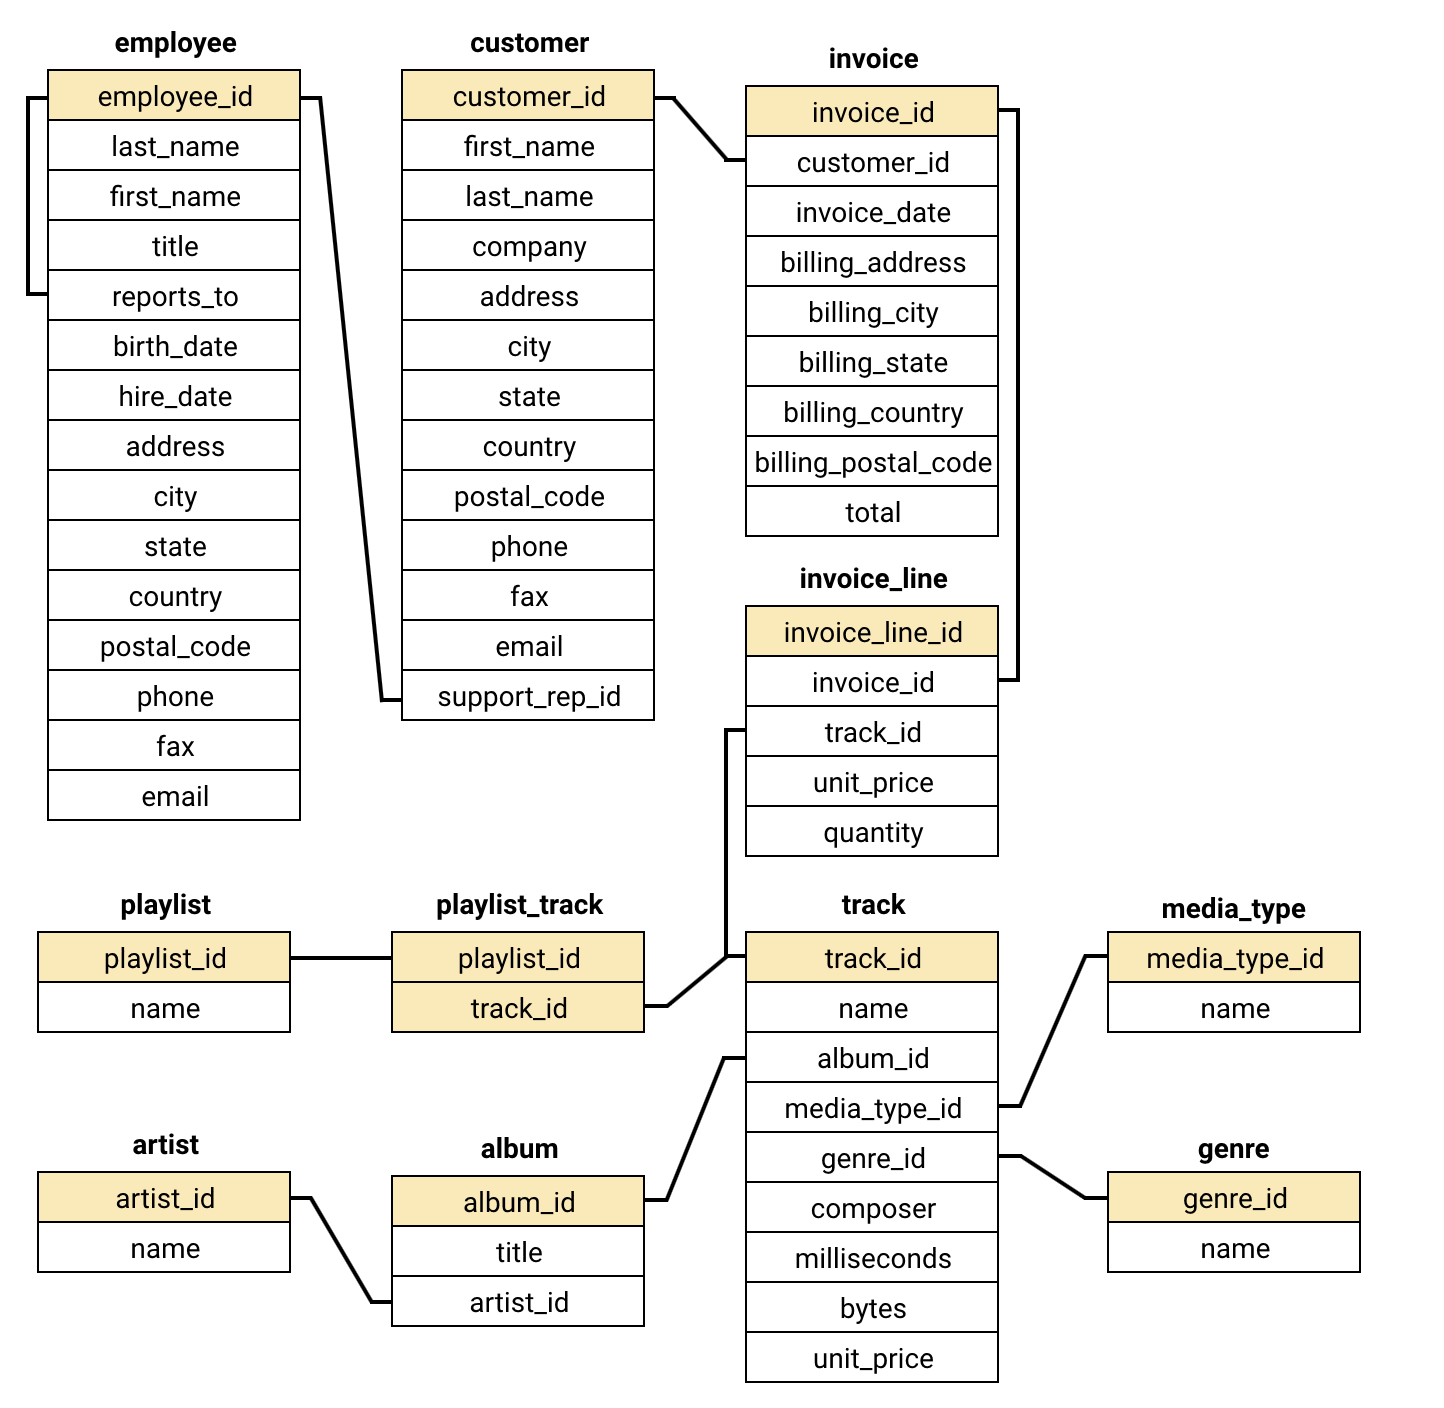 employee
employee_id
last_name
first_name
title
reports_to
birth_date
hire_date
address
city
state
country
postal_code
phone
fax
email
customer
customer_id
first_name
last_name
company
address
city
state
country
postal_code
phone
fax
email
support_rep_id
invoice
invoice_id
customer_id
invoice_date
billing_address
billing_city
billing_state
billing_country
billing_postal_code
total
invoice_line
invoice_line_id
invoice_id
track_id
unit_price
quantity
playlist
playlist_id
name
playlist_track
playlist_id
track_id
track
track_id
name
album_id
media_type_id
genre_id
composer
milliseconds
bytes
unit_price
media_type
media_type_id
name
artist
artist_id
name
album
album_id
title
artist_id
genre
genre_id
name